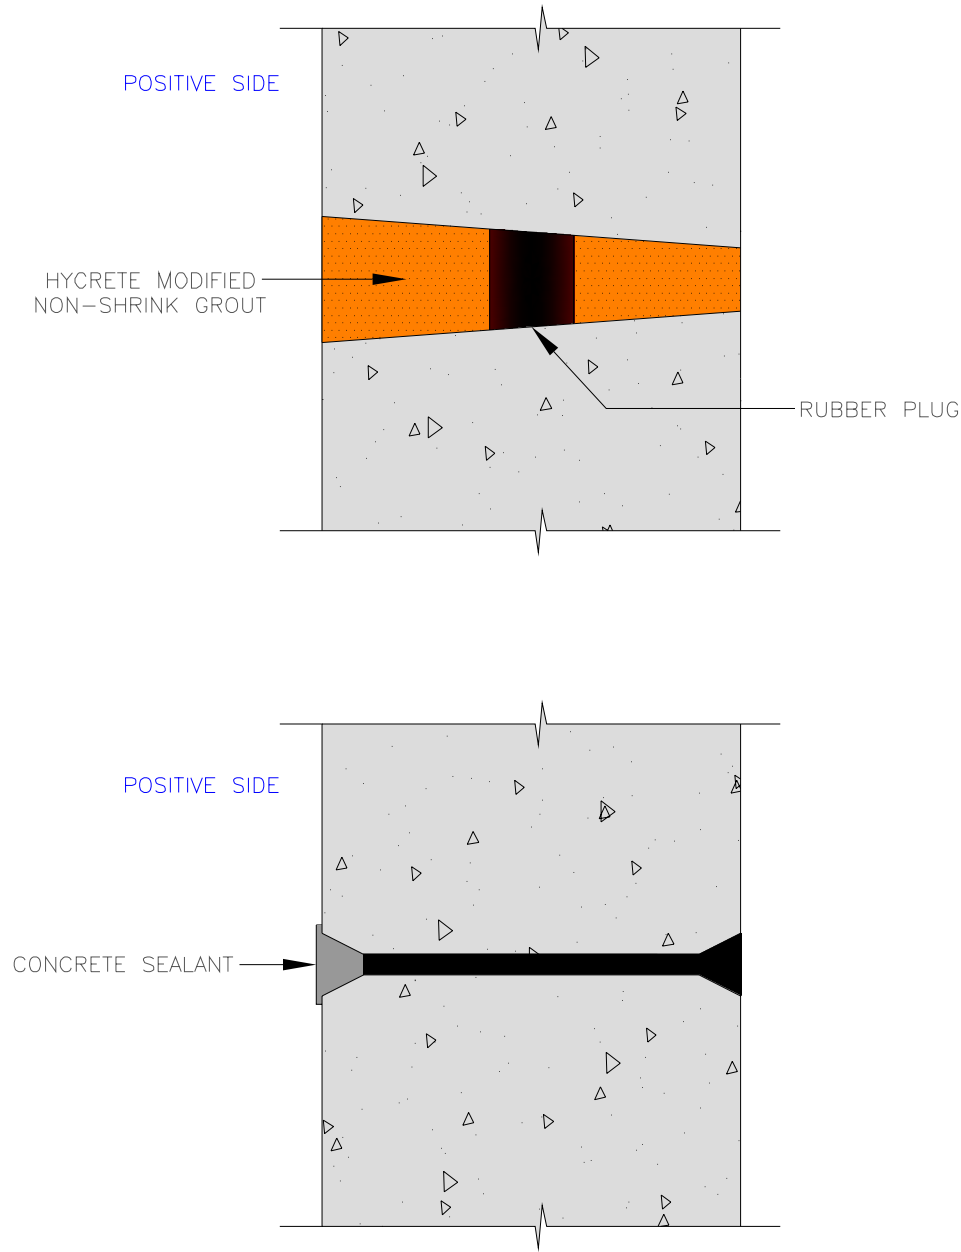 POSITIVE SIDE
HYCRETE MODIFIED
NON-SHRINK GROUT
RUBBER PLUG
POSITIVE SIDE
CONCRETE SEALANT